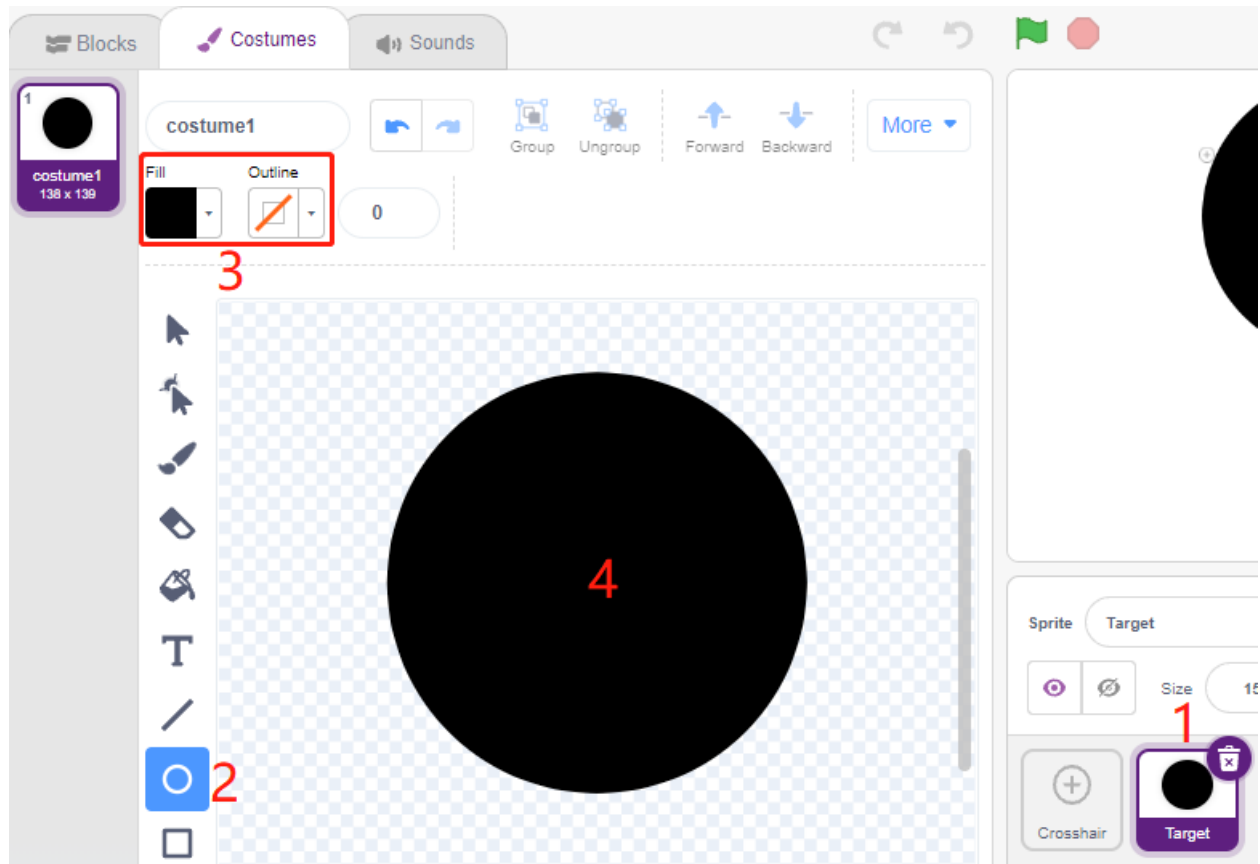 Blocks
Costumes
Sounds
1
costume1
138 x 139
costume1
Group
Ungroup
Forward
Backward
More
Fill
Outline
0
3
4
T
2
Sprite
Target
Size
15
1
Crosshair
Target